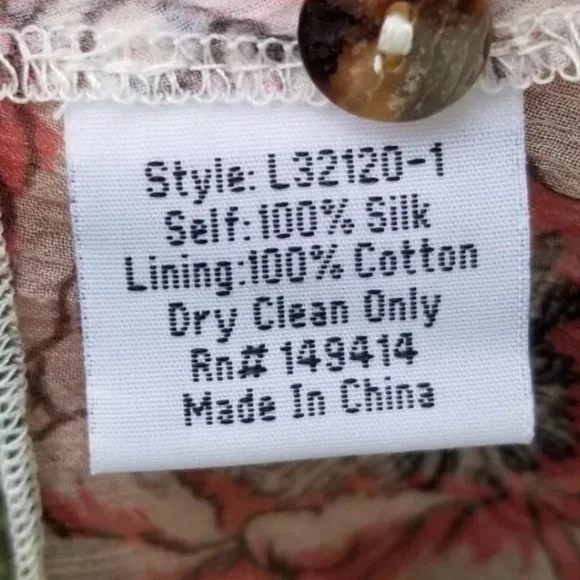 Style: L32120-1
Self:100% Silk
Lining:100% Cotton
Dry Clean Only
Rn# 149414
Made In China